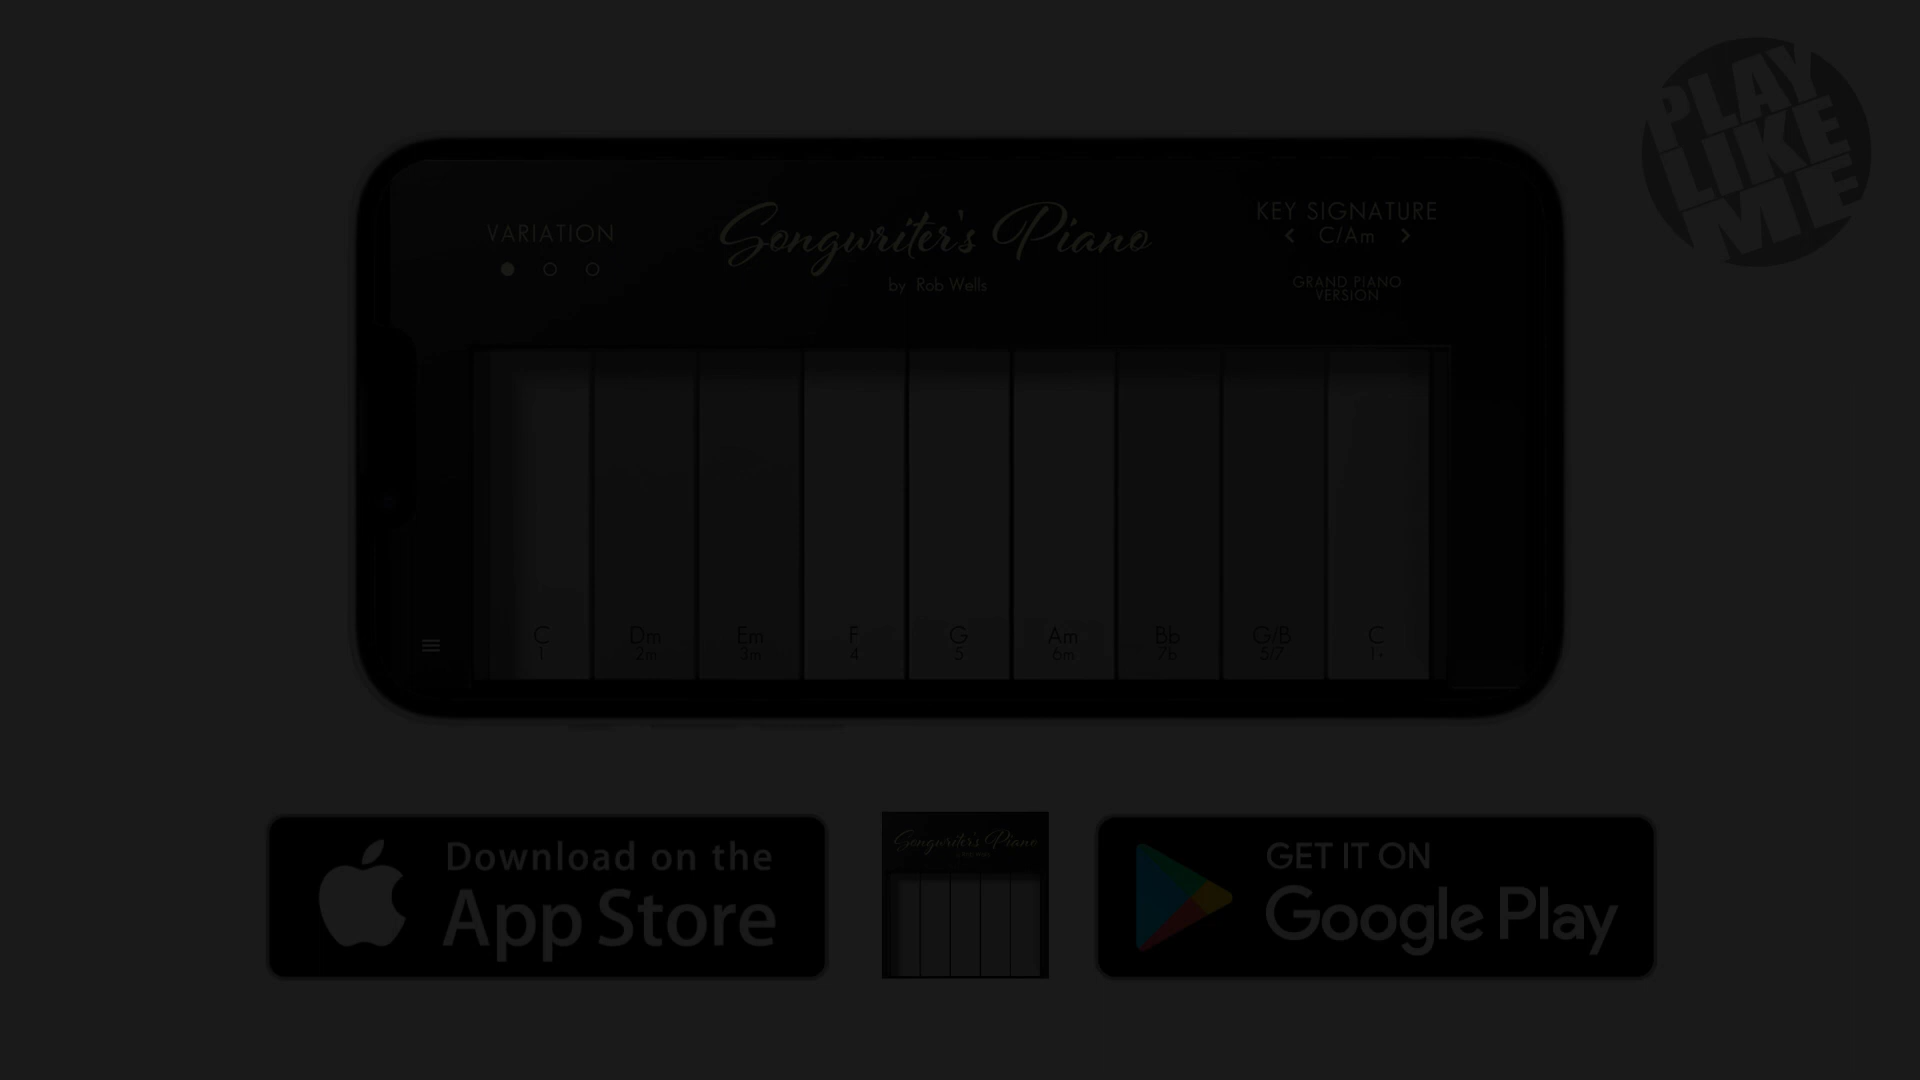 PLAY
LIKE
ME
VARIATION
Songwriter's Piano
by Rob Wells
KEY SIGNATURE
< C/Am >
GRAND PIANO
VERSION
C
1
Dm
2m
Em
3m
F
4
G
5
Am
6m
Bb
7b
G/B
5/7
C
1+
Download on the
App Store
Songwriter's Piano
GET IT ON
Google Play